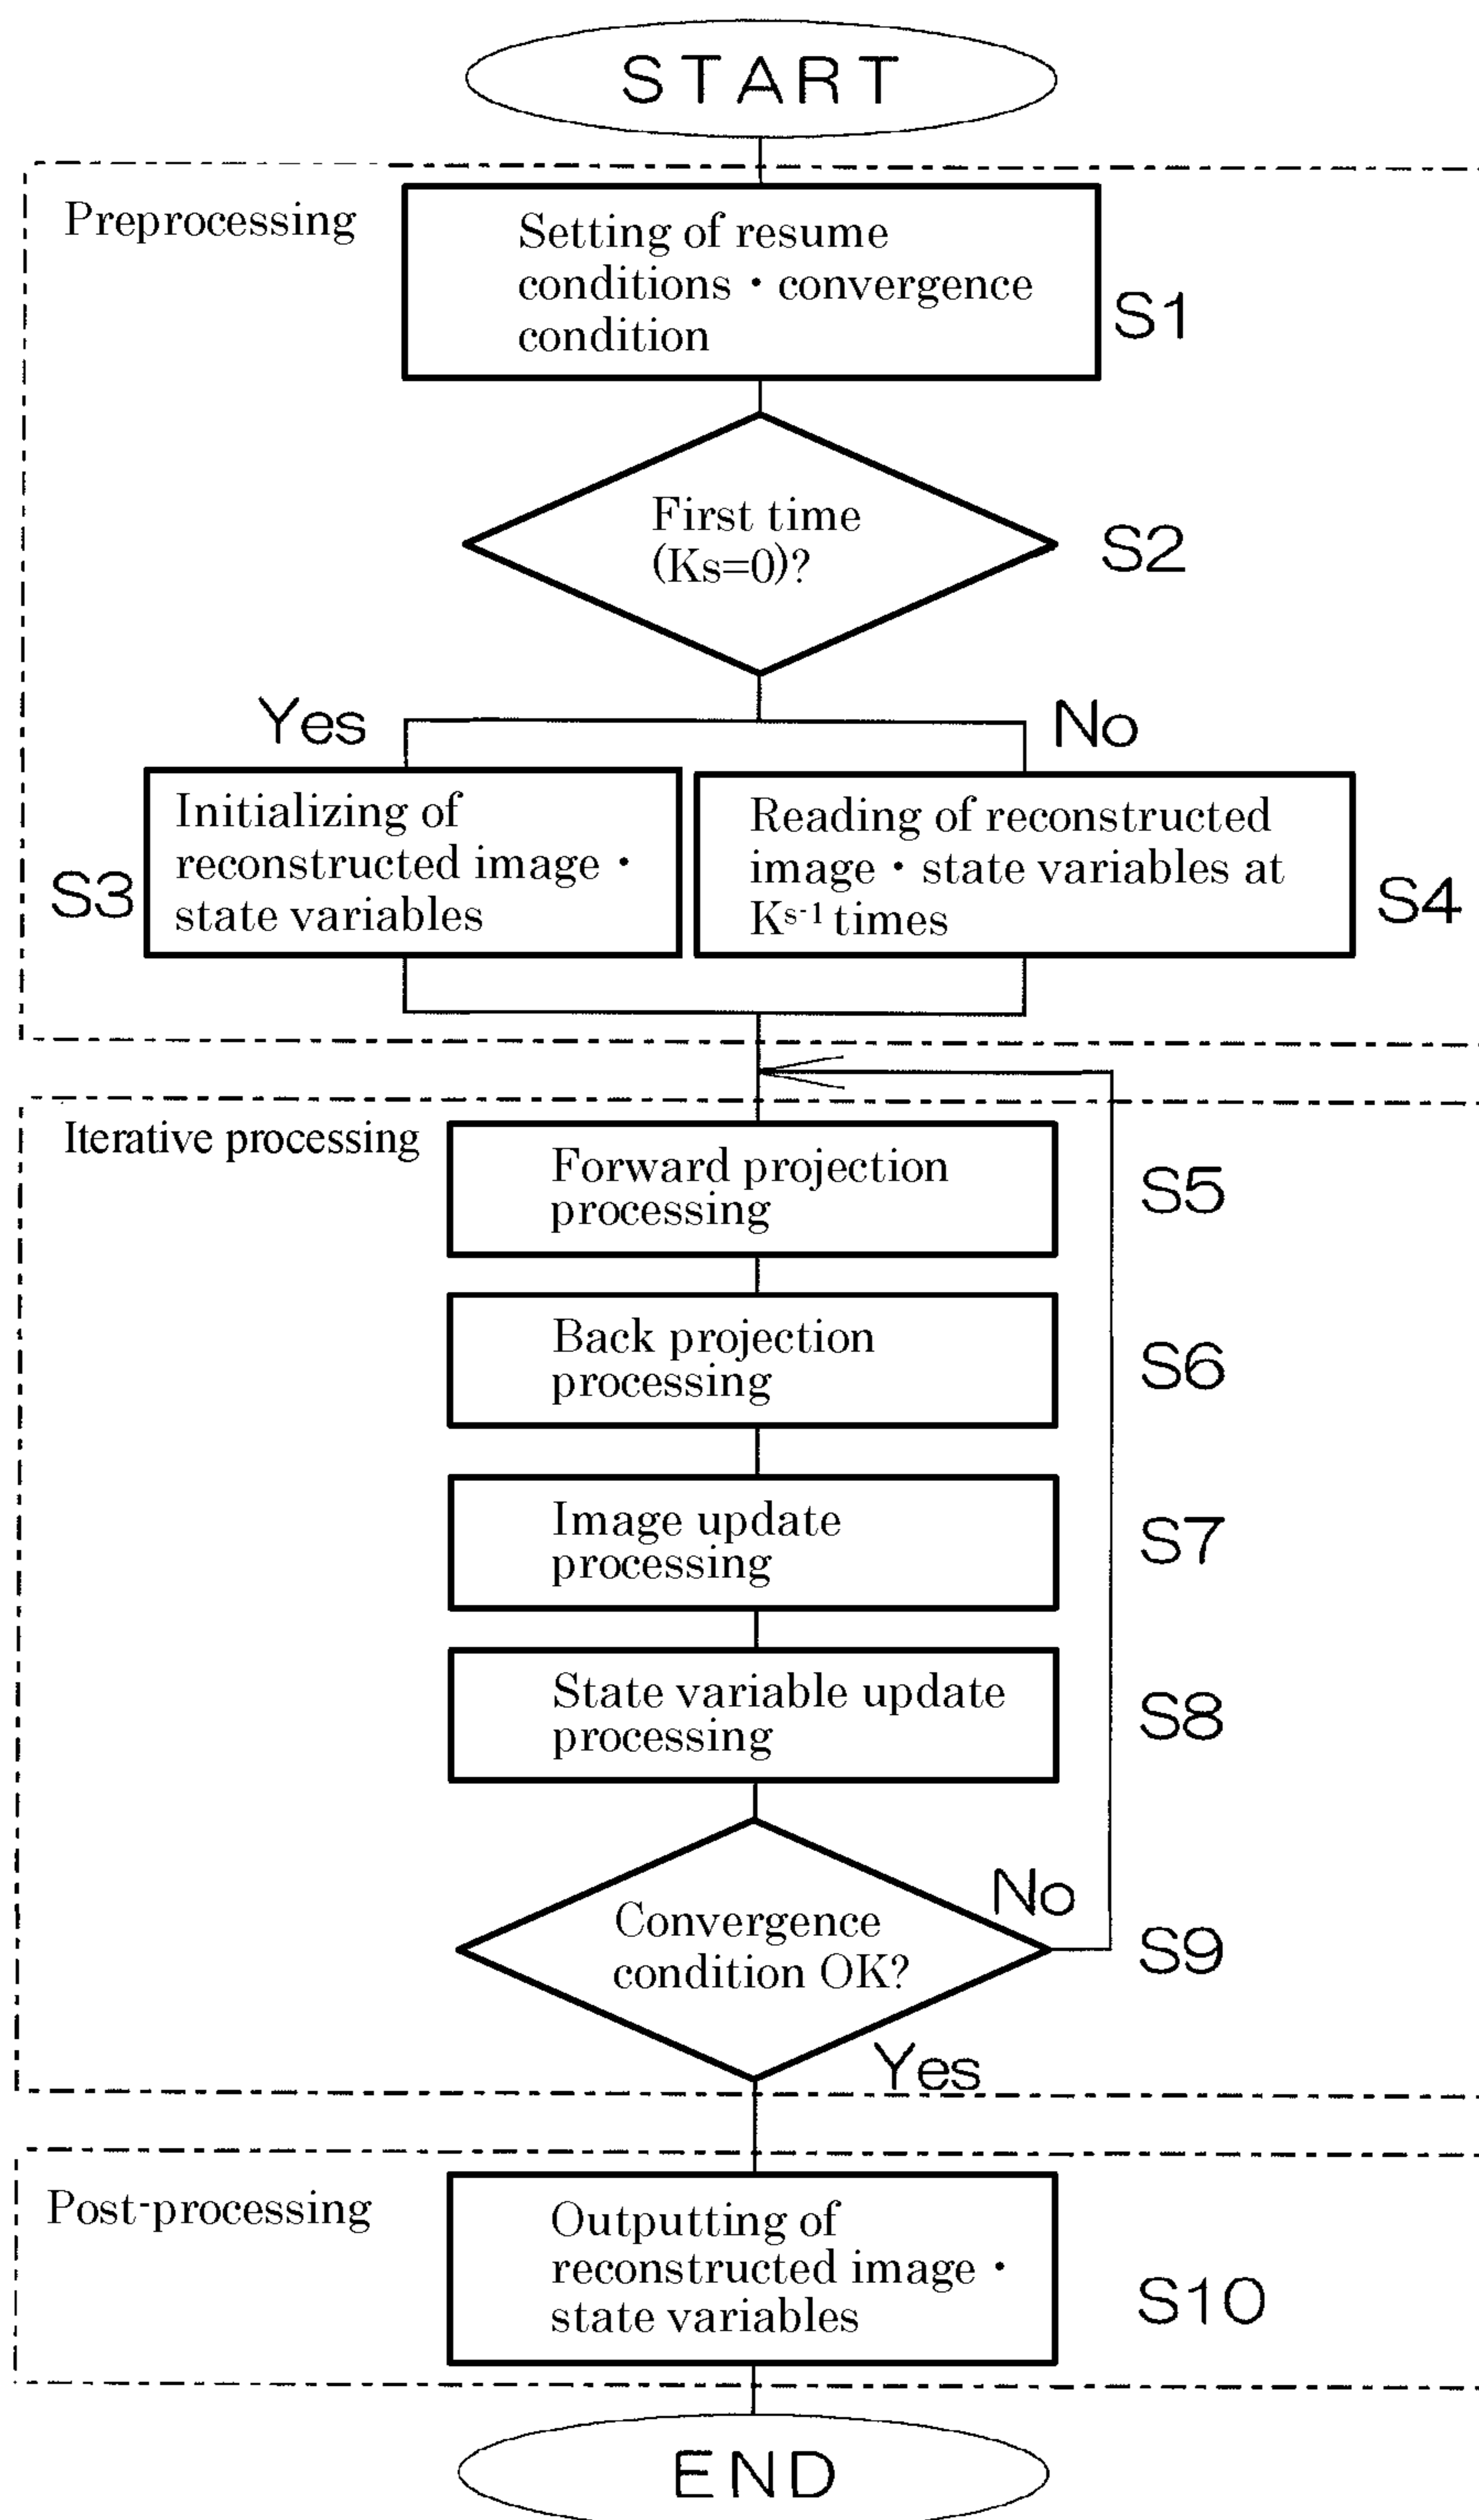 START
Preprocessing
Setting of resume
conditions・convergence
condition
S1
First time
(Ks=0)?
S2
Yes
No
Initializing of
reconstructed image・
state variables
S3
Reading of reconstructed
image・state variables at
Kˢ⁻¹ times
S4
Iterative processing
Forward projection
processing
S5
Back projection
processing
S6
Image update
processing
S7
State variable update
processing
S8
Convergence
condition OK?
No
S9
Yes
Post-processing
Outputting of
reconstructed image・
state variables
S10
END